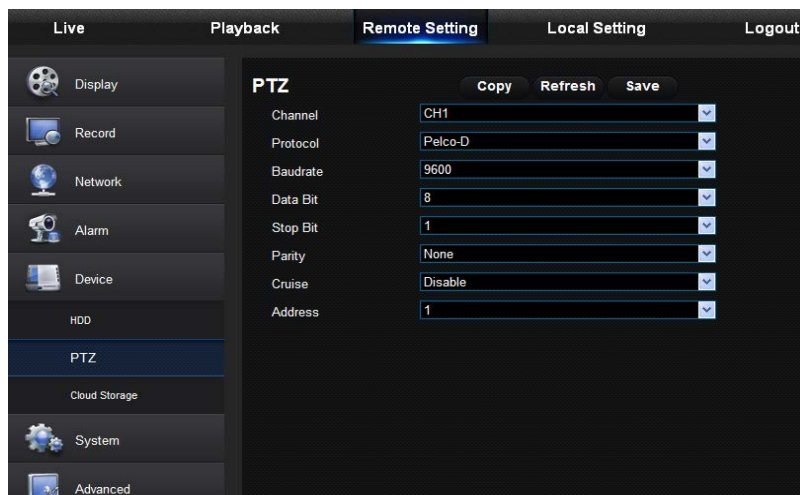 Live Playback Remote Setting Local Setting Logout
Display
Record
Network
Alarm
Device
HDD
PTZ
Cloud Storage
System
Advanced
PTZ Copy Refresh Save
Channel CH1
Protocol Pelco-D
Baudrate 9600
Data Bit 8
Stop Bit 1
Parity None
Cruise Disable
Address 1